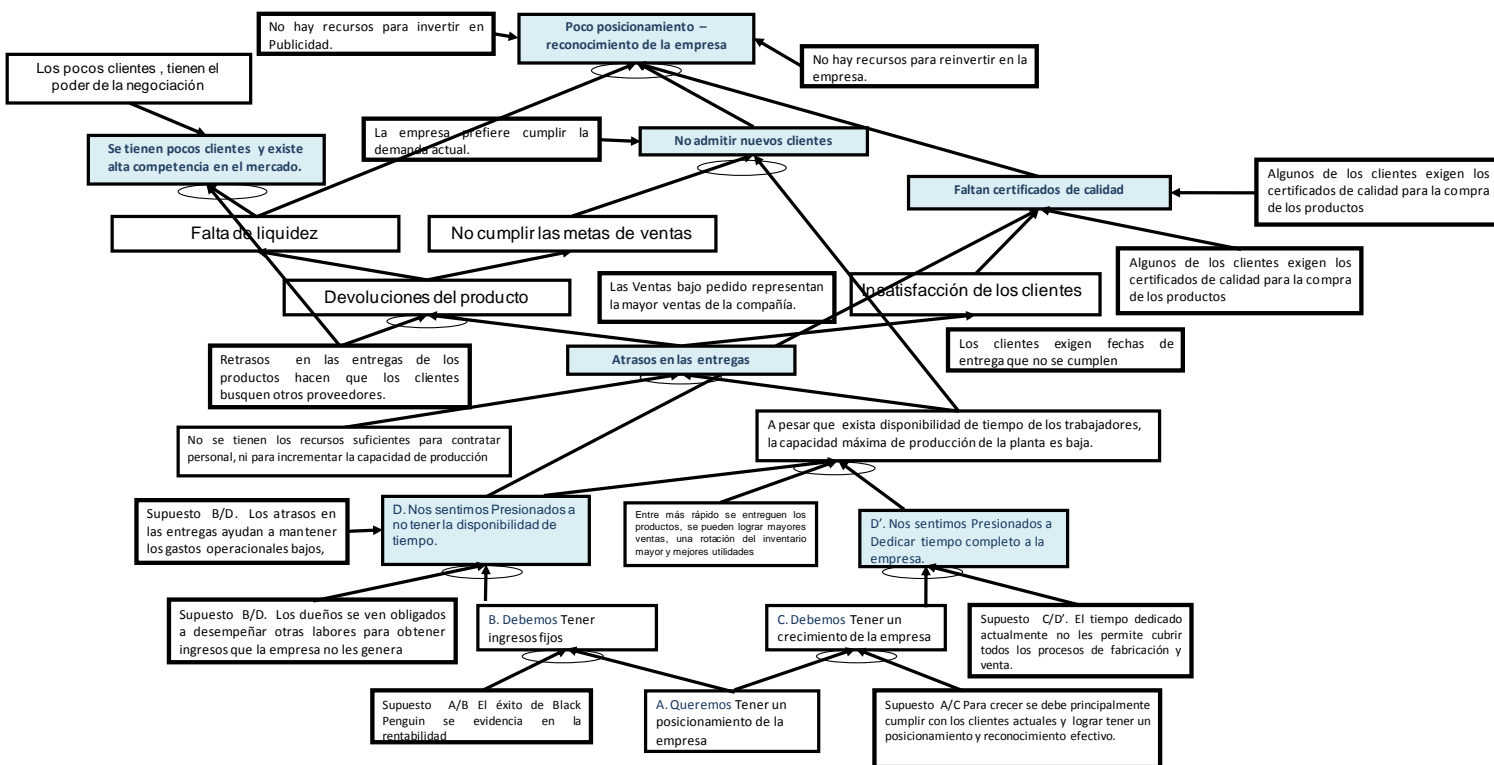 No hay recursos para invertir en
Publicidad.
Poco posicionamiento –
reconocimiento de la empresa
No hay recursos para reinvertir en la
empresa.
Los pocos clientes , tienen el
poder de la negociación
La empresa prefiere cumplir la
demanda actual.
No admitir nuevos clientes
Se tienen pocos clientes y existe
alta competencia en el mercado.
Faltan certificados de calidad
Algunos de los clientes exigen los
certificados de calidad para la compra
de los productos
Falta de liquidez
No cumplir las metas de ventas
Algunos de los clientes exigen los
certificados de calidad para la compra
de los productos
Devoluciones del producto
Las Ventas bajo pedido representan
la mayor ventas de la compañía.
Insatisfacción de los clientes
Retrasos en las entregas de los
productos hacen que los clientes
busquen otros proveedores.
Atrasos en las entregas
Los clientes exigen fechas de
entrega que no se cumplen
No se tienen los recursos suficientes para contratar
personal, ni para incrementar la capacidad de producción
A pesar que exista disponibilidad de tiempo de los trabajadores,
la capacidad máxima de producción de la planta es baja.
Supuesto B/D. Los atrasos en
las entregas ayudan a mantener
los gastos operacionales bajos,
D. Nos sentimos Presionados a
no tener la disponibilidad de
tiempo.
Entre más rápido se entreguen los
productos, se pueden lograr mayores
ventas, una rotación del inventario
mayor y mejores utilidades
D’. Nos sentimos Presionados a
Dedicar tiempo completo a la
empresa.
Supuesto B/D. Los dueños se ven obligados
a desempeñar otras labores para obtener
ingresos que la empresa no les genera
B. Debemos Tener
ingresos fijos
C. Debemos Tener un
crecimiento de la empresa
Supuesto C/D’. El tiempo dedicado
actualmente no les permite cubrir
todos los procesos de fabricación y
venta.
Supuesto A/B El éxito de Black
Penguin se evidencia en la
rentabilidad
A. Queremos Tener un
posicionamiento de la
empresa
Supuesto A/C Para crecer se debe principalmente
cumplir con los clientes actuales y lograr tener un
posicionamiento y reconocimiento efectivo.